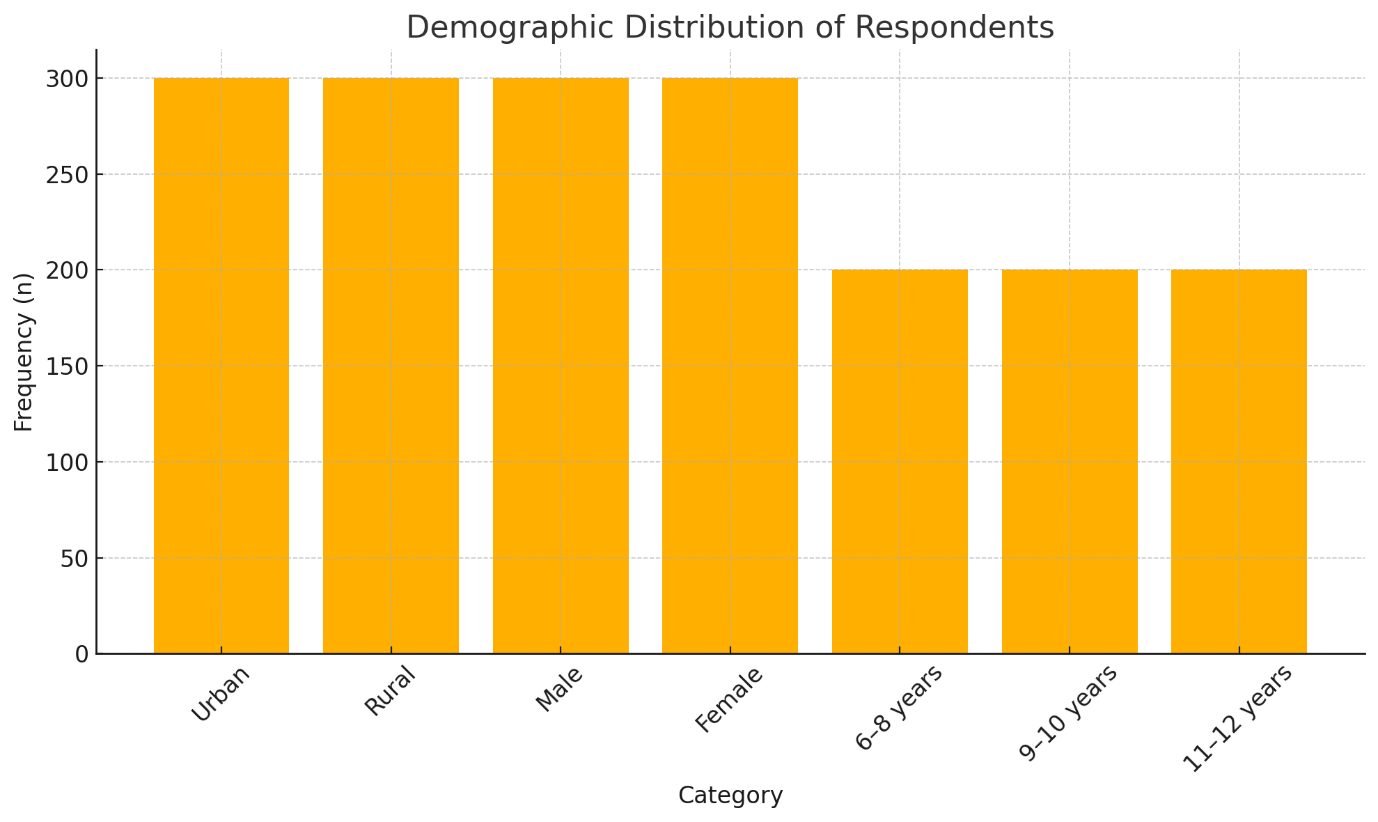 Demographic Distribution of Respondents
300
250
200
150
100
50
0
Frequency (n)
Urban
Rural
Male
Female
6–8 years
9–10 years
11–12 years
Category